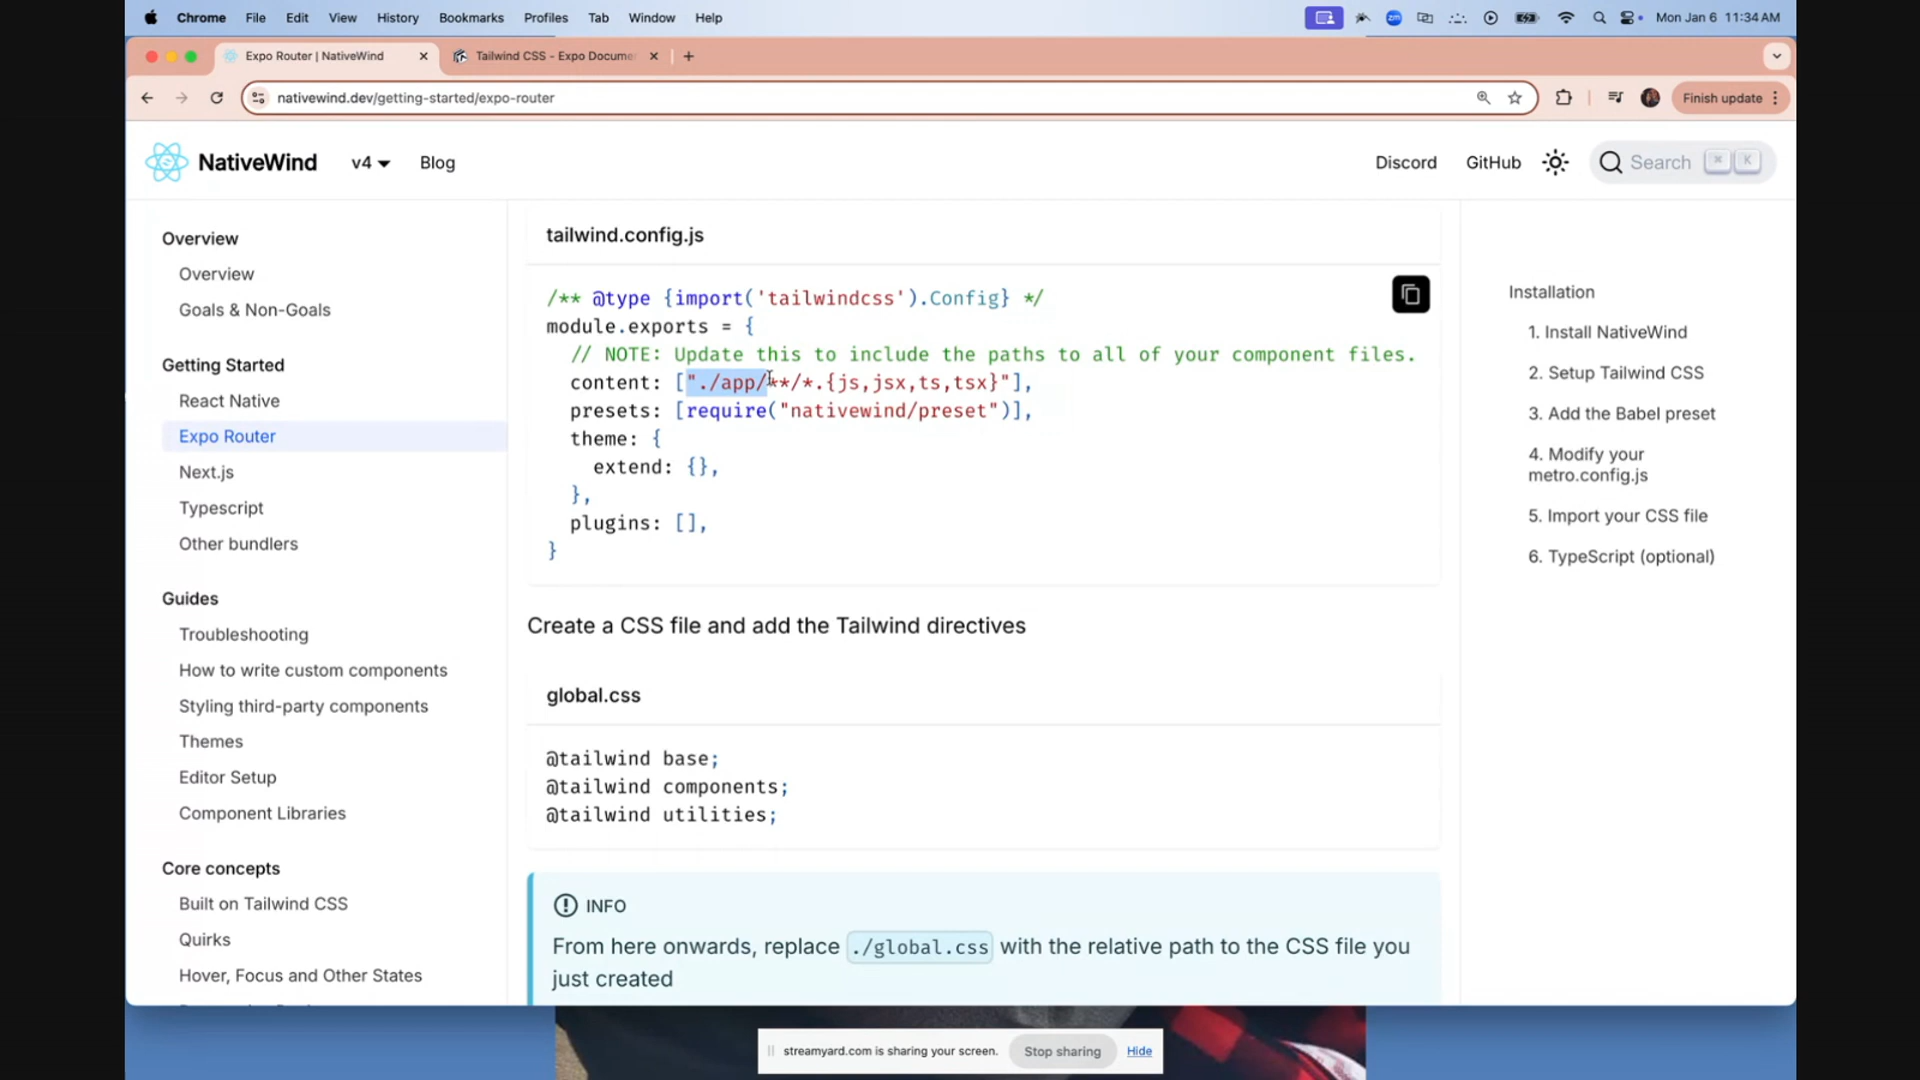 Chrome File Edit View History Bookmarks Profiles Tab Window Help
zm Mon Jan 6 11:34 AM
Expo Router | NativeWind
Tailwind CSS - Expo Docume
nativewind.dev/getting-started/expo-router
Finish update
NativeWind v4 Blog
Discord GitHub Search ⌘ K
Overview
Overview
Goals & Non-Goals
Getting Started
React Native
Expo Router
Next.js
Typescript
Other bundlers
Guides
Troubleshooting
How to write custom components
Styling third-party components
Themes
Editor Setup
Component Libraries
Core concepts
Built on Tailwind CSS
Quirks
Hover, Focus and Other States
tailwind.config.js
/** @type {import('tailwindcss').Config} */
module.exports = {
// NOTE: Update this to include the paths to all of your component files.
content: ["./app/**/*.{js,jsx,ts,tsx}"],
presets: [require("nativewind/preset")],
theme: {
extend: {},
},
plugins: [],
}
Create a CSS file and add the Tailwind directives
global.css
@tailwind base;
@tailwind components;
@tailwind utilities;
INFO
From here onwards, replace ./global.css with the relative path to the CSS file you
just created
Installation
1. Install NativeWind
2. Setup Tailwind CSS
3. Add the Babel preset
4. Modify your
metro.config.js
5. Import your CSS file
6. TypeScript (optional)
streamyard.com is sharing your screen. Stop sharing Hide